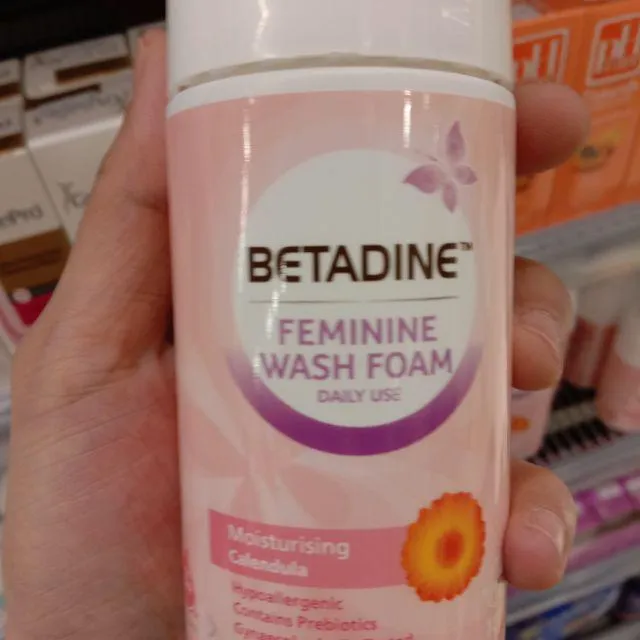 BETADINE™
FEMININE
WASH FOAM
DAILY USE
Moisturising
Calendula
Hypoallergenic
Contains Prebiotics